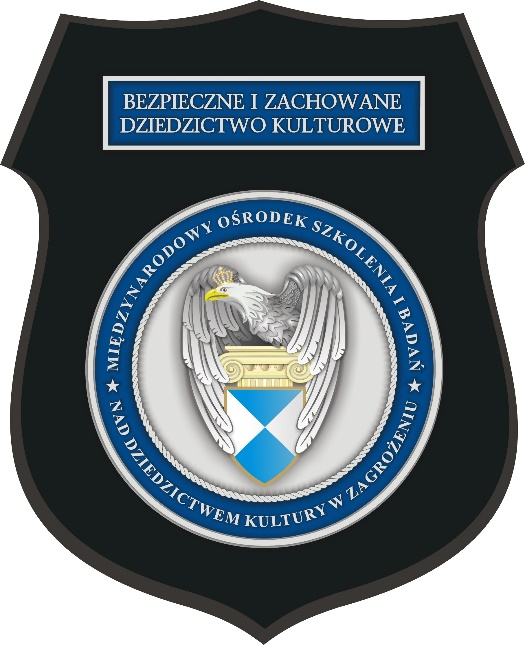 BEZPIECZNE I ZACHOWANE
DZIEDZICTWO KULTUROWE
MIĘDZYNARODOWY OŚRODEK SZKOLENIA I BADAŃ
NAD DZIEDZICTWEM KULTURY W ZAGROŻENIU